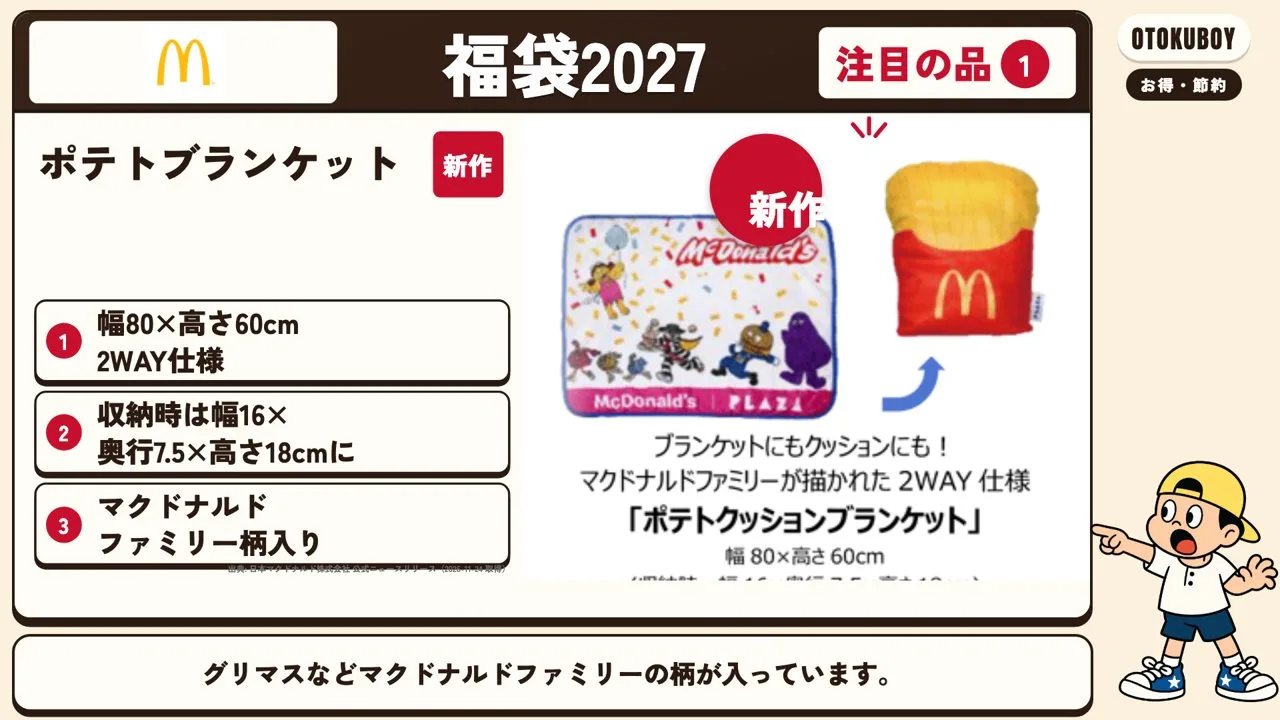 福袋2027
注目の品 1
OTOKUBOY
お得・節約
ポテトブランケット
新作
1
幅80×高さ60cm
2WAY仕様
2
収納時は幅16×
奥行7.5×高さ18cmに
3
マクドナルド
ファミリー柄入り
新作
McDonald's
McDonald's | PLAZA
ブランケットにもクッションにも！
マクドナルドファミリーが描かれた 2WAY 仕様
「ポテトクッションブランケット」
幅 80×高さ 60cm
グリマスなどマクドナルドファミリーの柄が入っています。